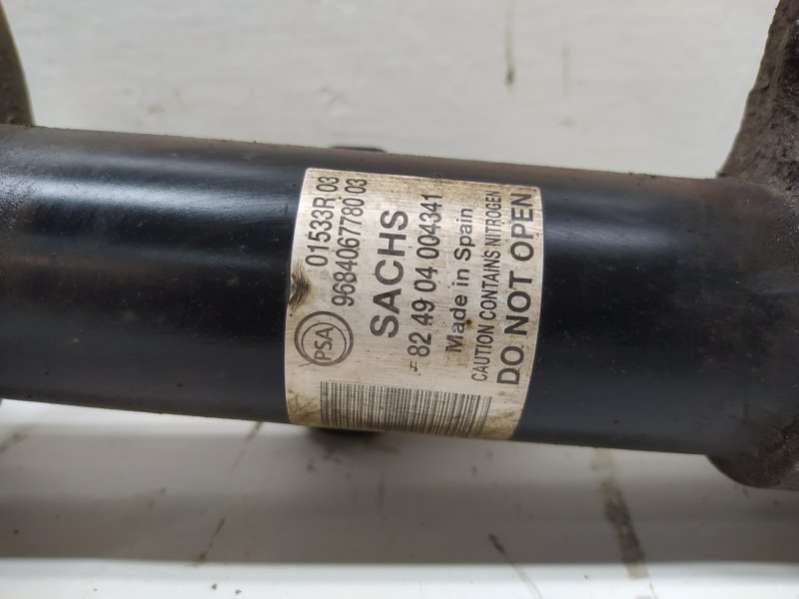 01533R 03
9684067780 03
PSA
SACHS
82 49 04 004341
Made in Spain
CAUTION CONTAINS NITROGEN
DO NOT OPEN